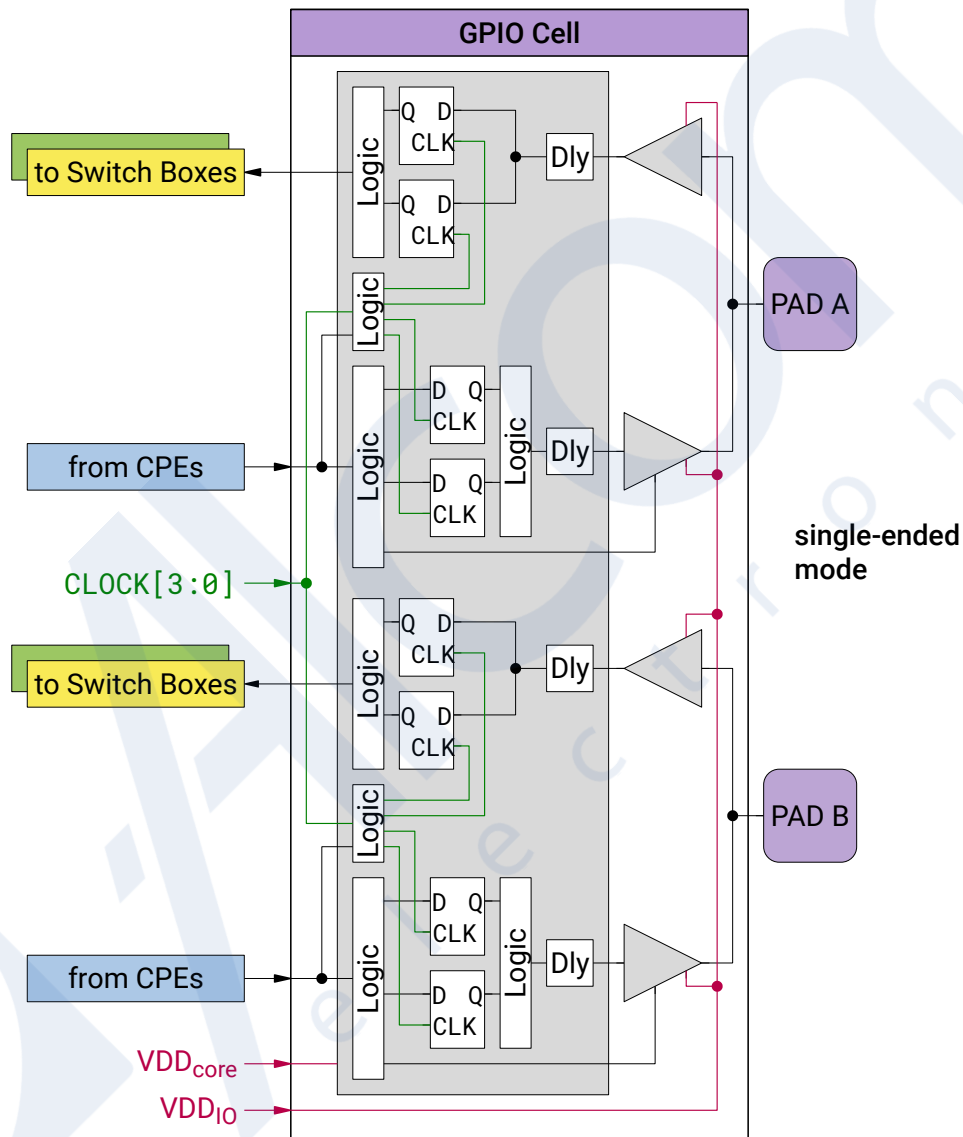 GPIO Cell
Q D
CLK
Logic
Dly
to Switch Boxes
Q D
CLK
Logic
PAD A
D Q
CLK
Logic
Logic
Dly
from CPEs
D Q
CLK
single-ended
mode
CLOCK[3:0]
Q D
CLK
Logic
Dly
to Switch Boxes
Q D
CLK
Logic
PAD B
D Q
CLK
Logic
Logic
Dly
from CPEs
D Q
CLK
VDDcore
VDDIO